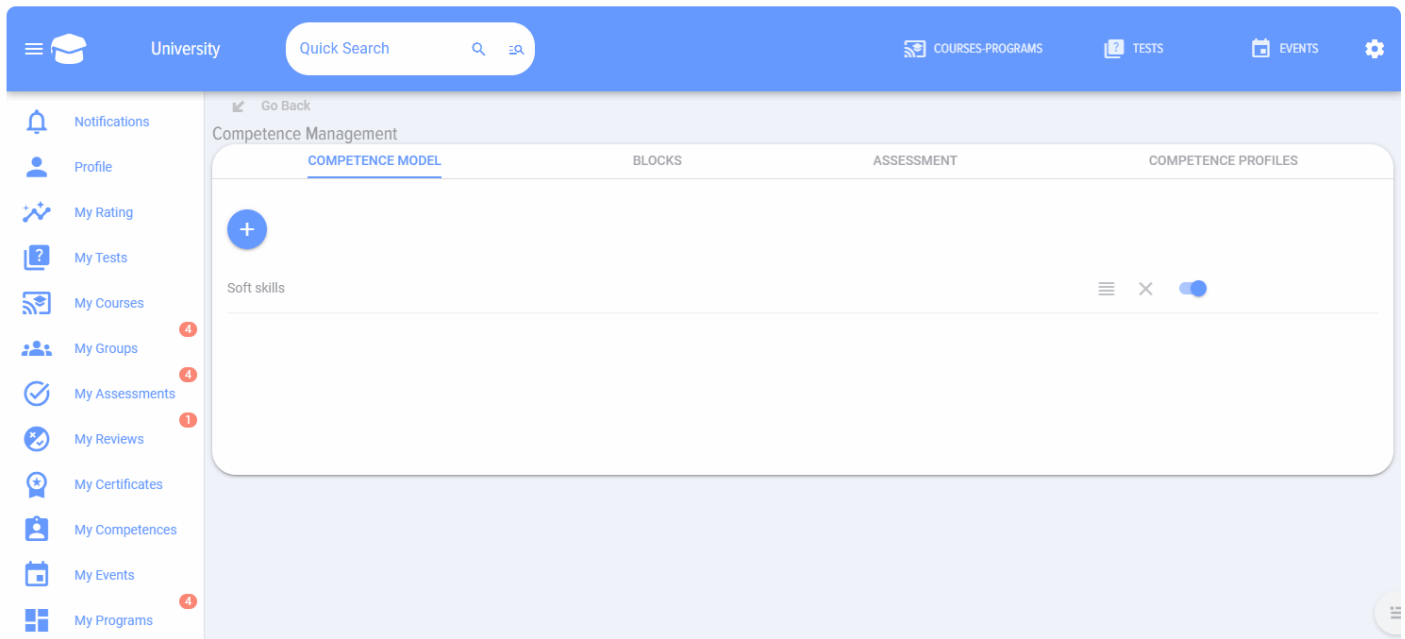 University
Quick Search
COURSES-PROGRAMS
TESTS
EVENTS
Notifications
Profile
My Rating
My Tests
My Courses
4
My Groups
4
My Assessments
1
My Reviews
My Certificates
My Competences
My Events
4
My Programs
Go Back
Competence Management
COMPETENCE MODEL
BLOCKS
ASSESSMENT
COMPETENCE PROFILES
Soft skills